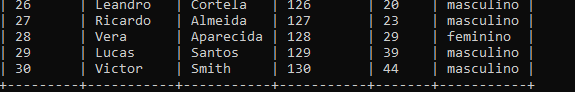 | 26 | Leandro | Cortela | 126 | 20 | masculino |
| 27 | Ricardo | Almeida | 127 | 23 | masculino |
| 28 | Vera | Aparecida | 128 | 29 | feminino |
| 29 | Lucas | Santos | 129 | 39 | masculino |
| 30 | Victor | Smith | 130 | 44 | masculino |
+----------+-----------+-----------+-----------+-------+-----------+